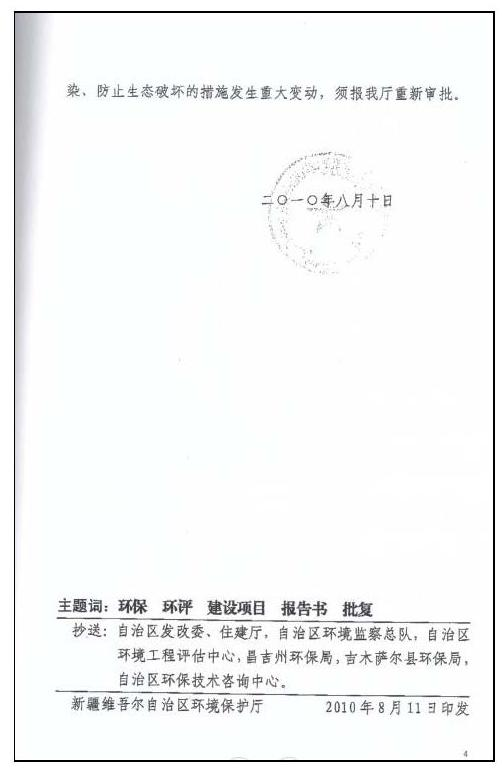 染、防止生态破坏的措施发生重大变动，须报我厅重新审批。
二〇一〇年八月十日
主题词：环保 环评 建设项目 报告书 批复
抄送：自治区发改委、住建厅，自治区环境监察总队，自治区
环境工程评估中心，昌吉州环保局，吉木萨尔县环保局，
自治区环保技术咨询中心。
新疆维吾尔自治区环境保护厅 2010年8月11日印发
4